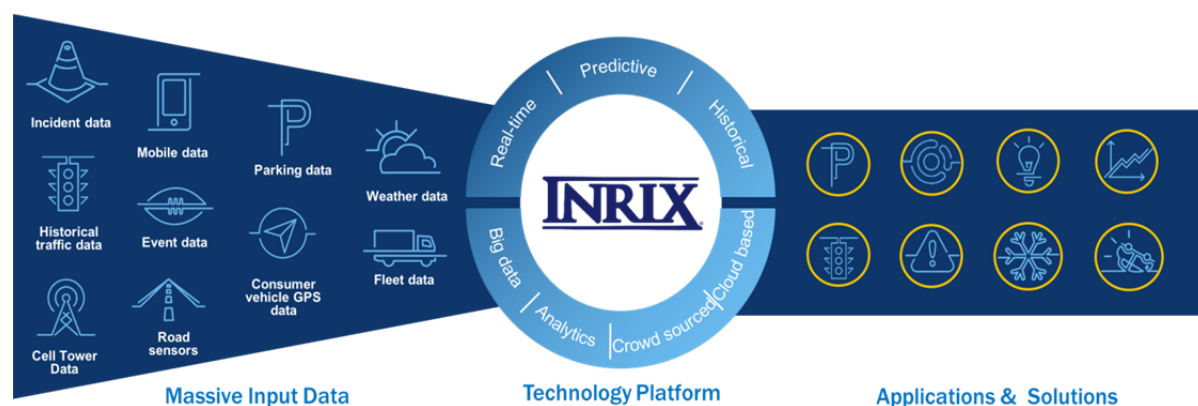 Incident data
Mobile data
Parking data
Weather data
Historical
traffic data
Event data
Consumer
vehicle GPS
data
Fleet data
Cell Tower
Data
Road
sensors
Real-time
Predictive
Historical
INRIX
Big data
Analytics
Crowd sourced
Cloud based
Massive Input Data
Technology Platform
Applications & Solutions